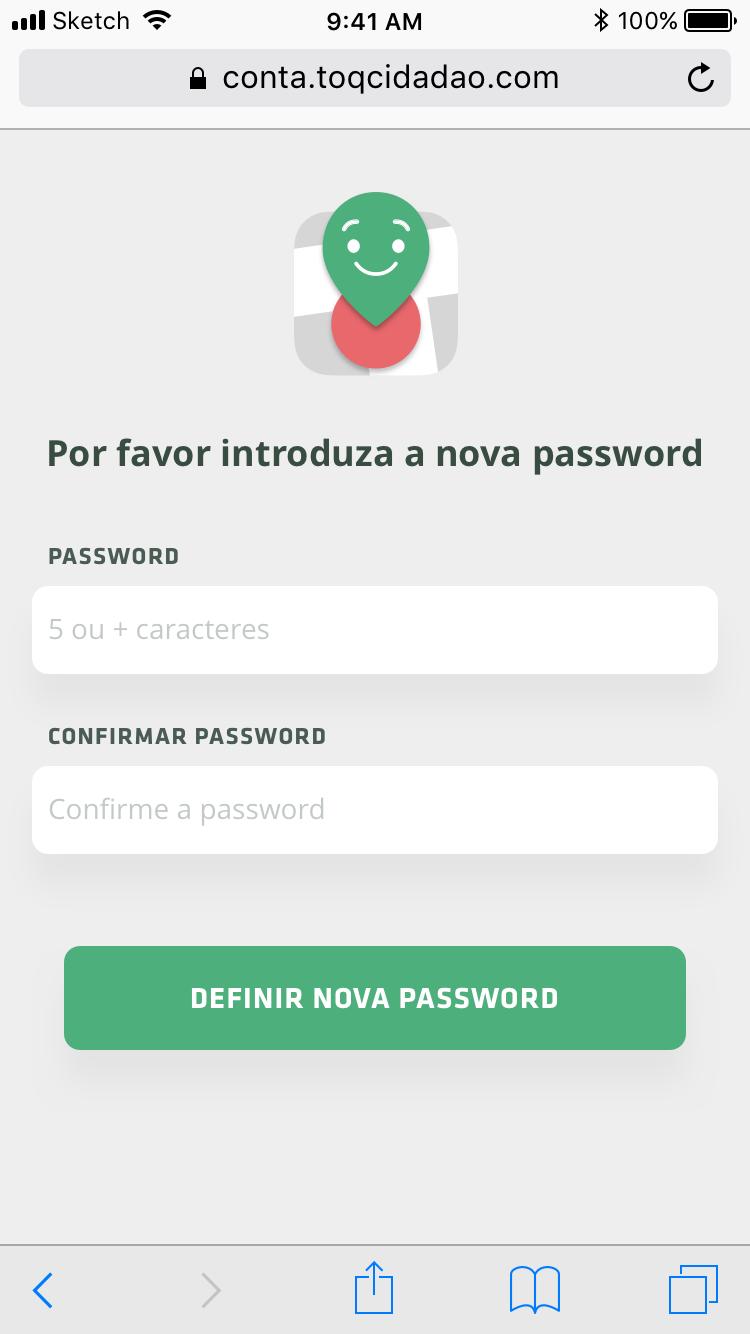 Sketch 9:41 AM 100%
conta.toqcidadao.com
Por favor introduza a nova password
PASSWORD
5 ou + caracteres
CONFIRMAR PASSWORD
Confirme a password
DEFINIR NOVA PASSWORD